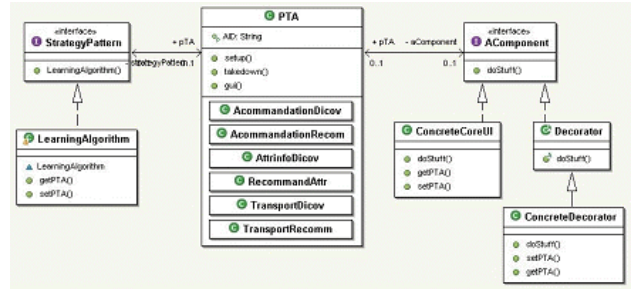 «interface»
StrategyPattern
LearningAlgorithm()
LearningAlgorithm
LearningAlgorithm
getPTA()
setPTA()
+ pTA
0..1
PTA
AID: String
setup()
takedown()
gui()
AcommandationDicov
AcommandationRecom
AttrinfoDicov
RecommandAttr
TransportDicov
TransportRecomm
+ pTA
- aComponent
0..1
0..1
«interface»
AComponent
doStuff()
ConcreteCoreUI
doStuff()
getPTA()
setPTA()
Decorator
doStuff()
ConcreteDecorator
doStuff()
setPTA()
getPTA()